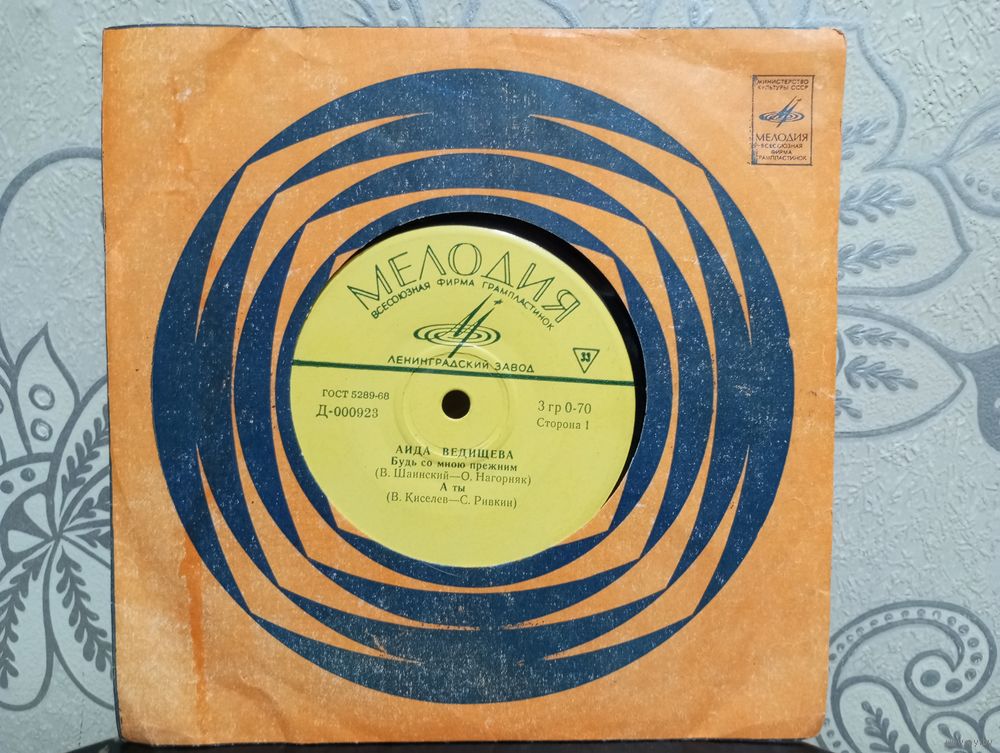 МИНИСТЕРСТВО
КУЛЬТУРЫ СССР
МЕЛОДИЯ
ВСЕСОЮЗНАЯ
ФИРМА
ГРАМПЛАСТИНОК
МЕЛОДИЯ
ВСЕСОЮЗНАЯ ФИРМА ГРАМПЛАСТИНОК
ЛЕНИНГРАДСКИЙ ЗАВОД
33
ГОСТ 5289-68
Д-000923
3 гр 0-70
Сторона 1
АИДА ВЕДИЩЕВА
Будь со мною прежним
(В. Шаинский—О. Нагорняк)
А ты
(В. Киселев—С. Ривкин)